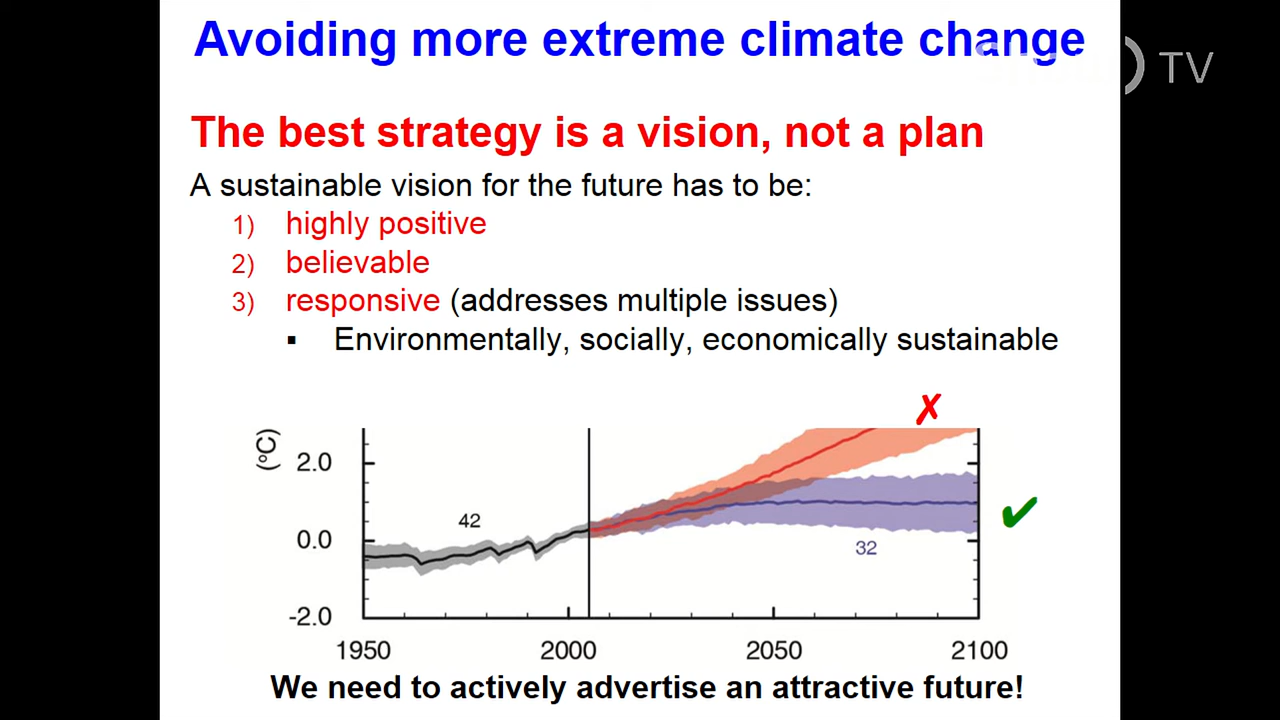 Avoiding more extreme climate change
TV
The best strategy is a vision, not a plan
A sustainable vision for the future has to be:
1) highly positive
2) believable
3) responsive (addresses multiple issues)
▪ Environmentally, socially, economically sustainable
✗
(°C)
2.0
42
✔
0.0
32
-2.0
1950 2000 2050 2100
We need to actively advertise an attractive future!